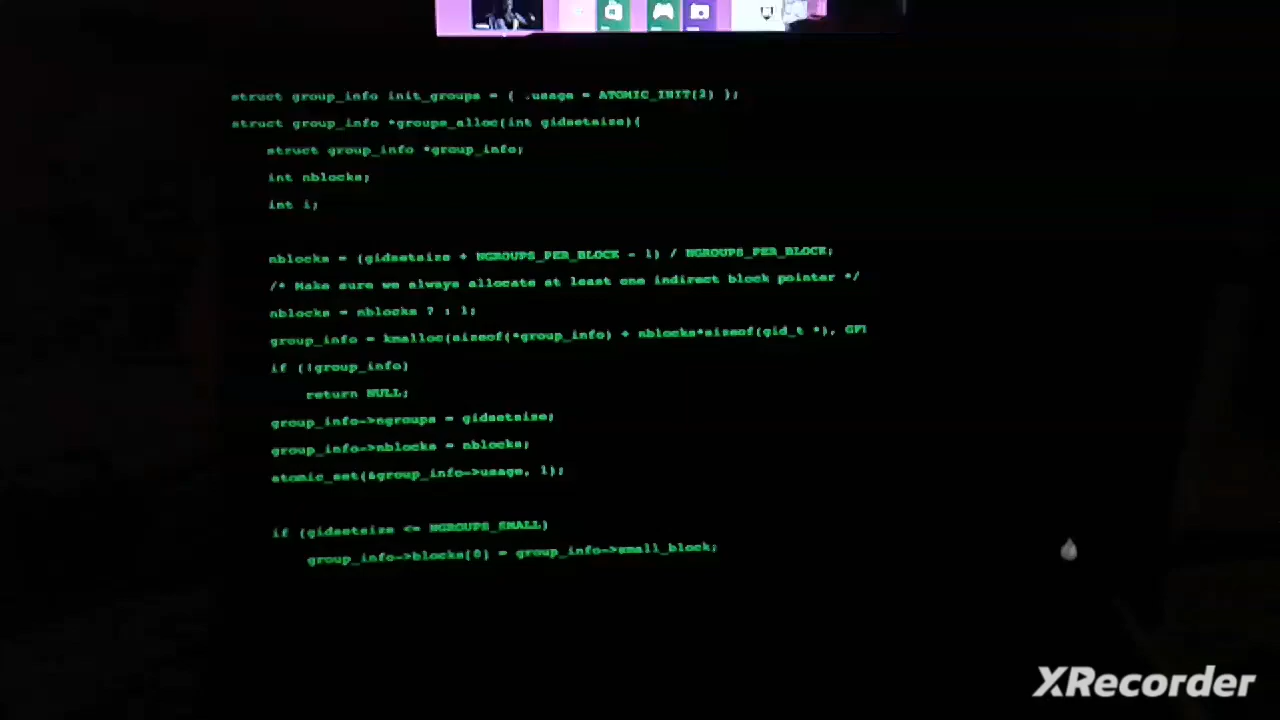 struct group_info init_groups = { .usage = ATOMIC_INIT(2) };
struct group_info *groups_alloc(int gidsetsize){
struct group_info *group_info;
int nblocks;
int i;
nblocks = (gidsetsize + NGROUPS_PER_BLOCK - 1) / NGROUPS_PER_BLOCK;
/* Make sure we always allocate at least one indirect block pointer */
nblocks = nblocks ? : 1;
group_info = kmalloc(sizeof(*group_info) + nblocks*sizeof(gid_t *), GF
if (!group_info)
return NULL;
group_info->ngroups = gidsetsize;
group_info->nblocks = nblocks;
atomic_set(&group_info->usage, 1);
if (gidsetsize <= NGROUPS_SMALL)
group_info->blocks[0] = group_info->small_block;
XRecorder